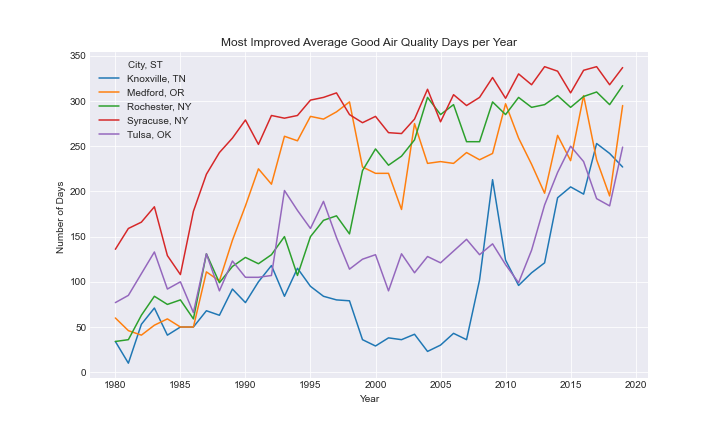 Most Improved Average Good Air Quality Days per Year
City, ST
Knoxville, TN
Medford, OR
Rochester, NY
Syracuse, NY
Tulsa, OK
Number of Days
350
300
250
200
150
100
50
0
1980 1985 1990 1995 2000 2005 2010 2015 2020
Year